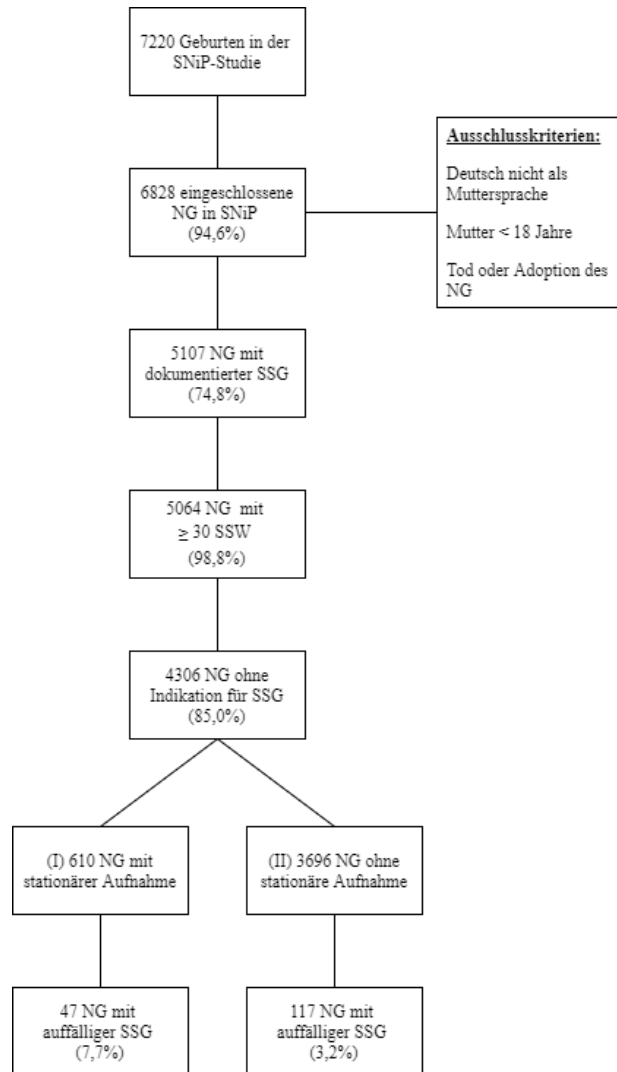 7220 Geburten in der
SNiP-Studie
6828 eingeschlossene
NG in SNiP
(94,6%)
Ausschlusskriterien:
Deutsch nicht als
Muttersprache
Mutter < 18 Jahre
Tod oder Adoption des
NG
5107 NG mit
dokumentierter SSG
(74,8%)
5064 NG mit
≥ 30 SSW
(98,8%)
4306 NG ohne
Indikation für SSG
(85,0%)
(I) 610 NG mit
stationärer Aufnahme
(II) 3696 NG ohne
stationäre Aufnahme
47 NG mit
auffälliger SSG
(7,7%)
117 NG mit
auffälliger SSG
(3,2%)